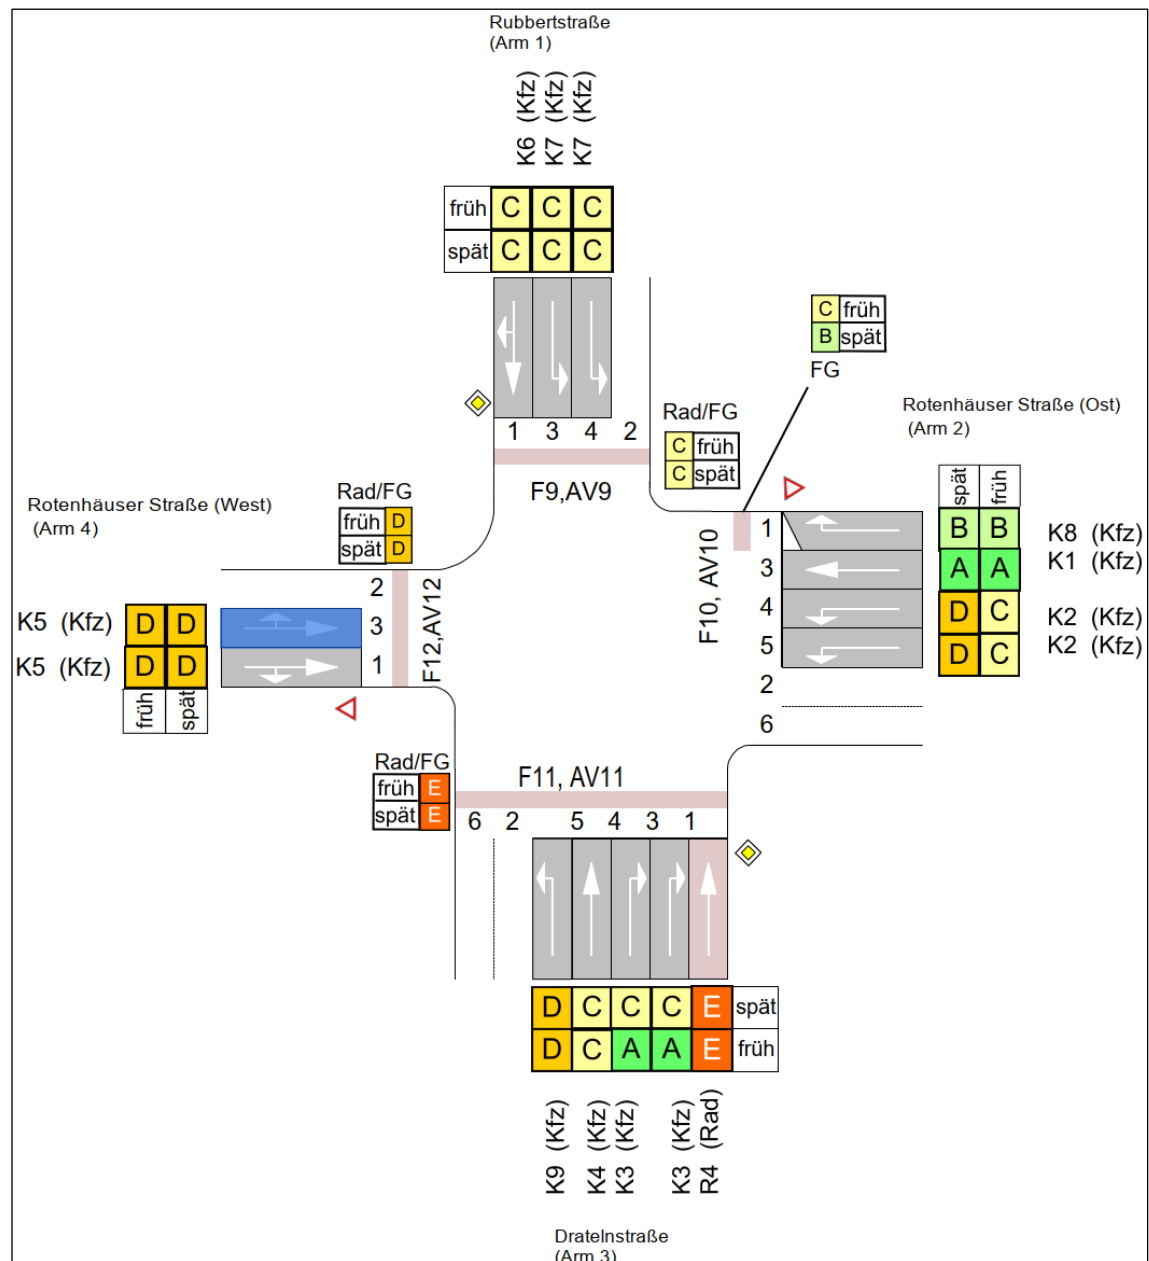 Rubbertstraße
(Arm 1)
K6 (Kfz)
K7 (Kfz)
K7 (Kfz)
früh C C C
spät C C C
C früh
B spät
FG
Rad/FG
C früh
C spät
Rotenhäuser Straße (Ost)
(Arm 2)
1 3 4 2
F9,AV9
Rotenhäuser Straße (West)
(Arm 4)
Rad/FG
früh D
spät D
spät früh
B B K8 (Kfz)
A A K1 (Kfz)
D C K2 (Kfz)
D C K2 (Kfz)
F10, AV10
1
3
4
5
2
6
K5 (Kfz) D D
K5 (Kfz) D D
früh spät
2
3
1
F12,AV12
Rad/FG
früh E
spät E
F11, AV11
6 2 5 4 3 1
D C C C E spät
D C A A E früh
K9 (Kfz)
K4 (Kfz)
K3 (Kfz)
K3 (Kfz)
R4 (Rad)
Dratelnstraße
(Arm 3)